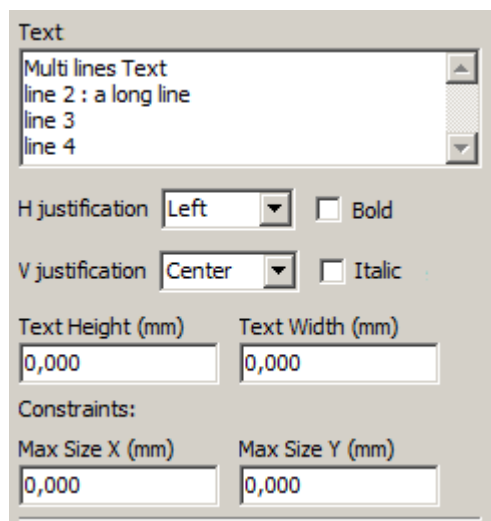 Text
Multi lines Text
line 2 : a long line
line 3
line 4
H justification Left Bold
V justification Center Italic
Text Height (mm) Text Width (mm)
0,000 0,000
Constraints:
Max Size X (mm) Max Size Y (mm)
0,000 0,000